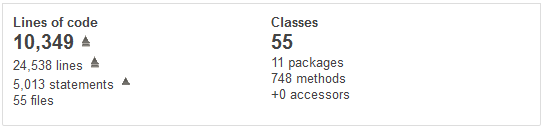 Lines of code
10,349
24,538 lines
5,013 statements
55 files
Classes
55
11 packages
748 methods
+0 accessors